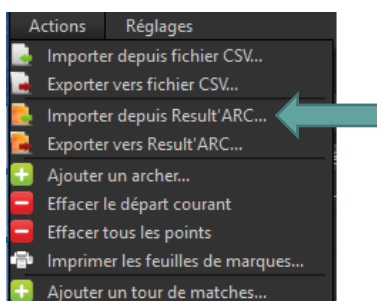 Actions Réglages
Importer depuis fichier CSV...
Exporter vers fichier CSV...
Importer depuis Result'ARC...
Exporter vers Result'ARC...
Ajouter un archer...
Effacer le départ courant
Effacer tous les points
Imprimer les feuilles de marques...
Ajouter un tour de matches...